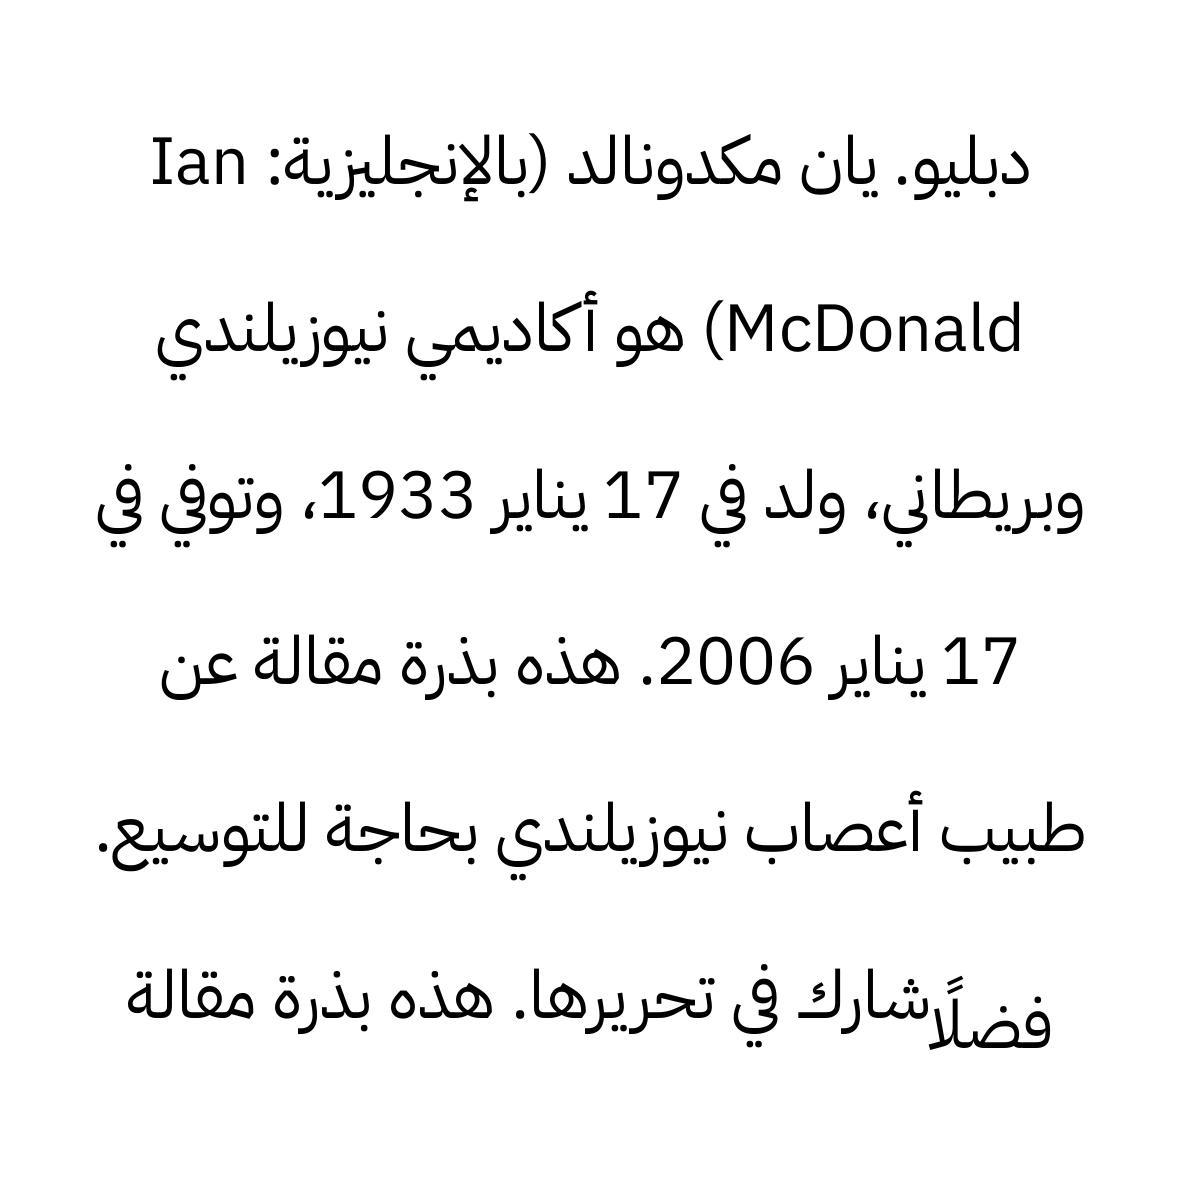 دبليو. يان مكدونالد (بالإنجليزية: Ian
McDonald) هو أكاديمي نيوزيلندي
وبريطاني، ولد في 17 يناير 1933، وتوفي في
17 يناير 2006. هذه بذرة مقالة عن
طبيب أعصاب نيوزيلندي بحاجة للتوسيع.
فضلًا شارك في تحريرها. هذه بذرة مقالة